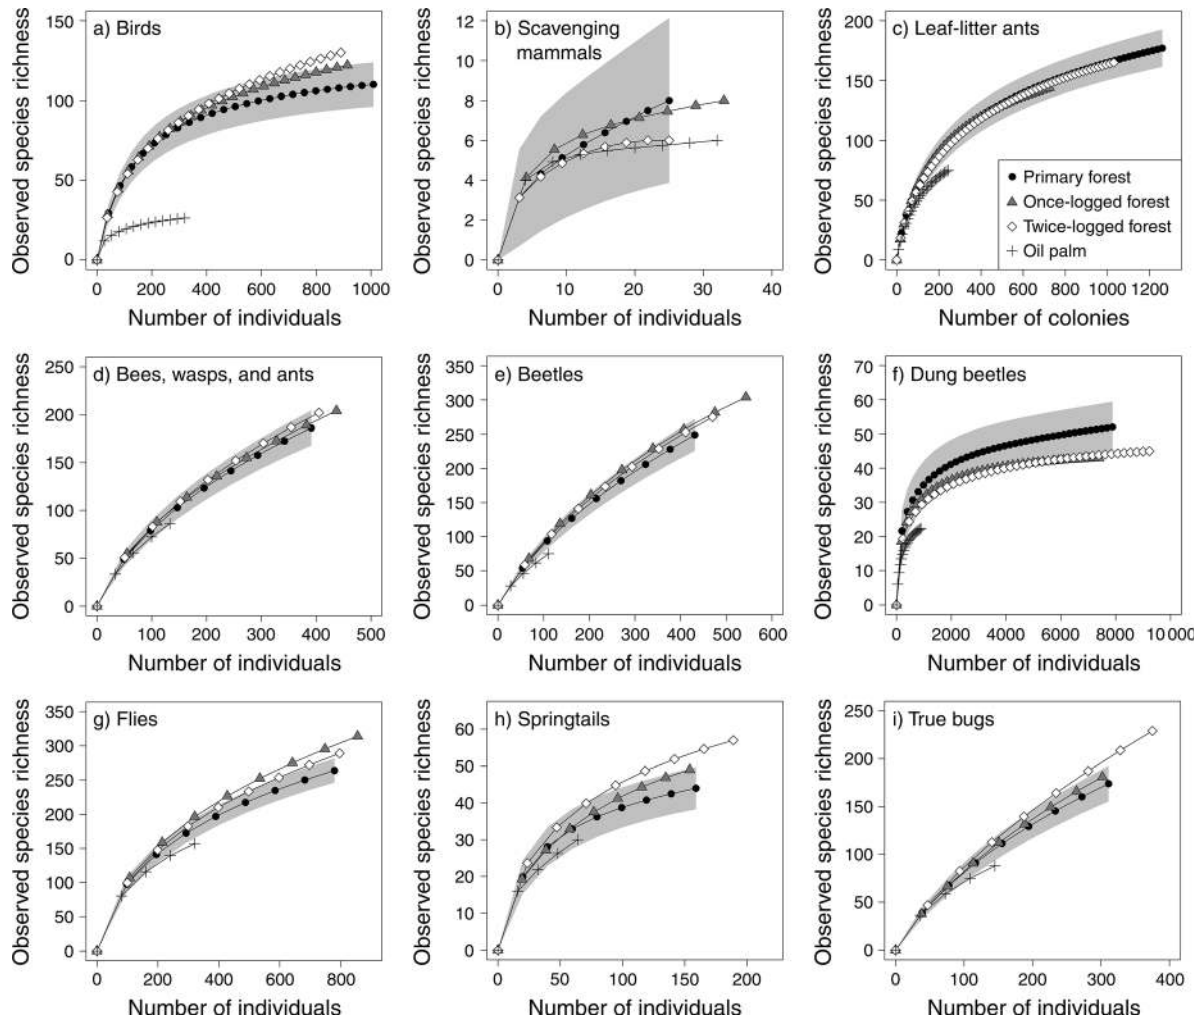 a) Birds
Observed species richness
150
100
50
0
0 200 400 600 800 1000
Number of individuals
b) Scavenging
mammals
Observed species richness
12
10
8
6
4
2
0
0 10 20 30 40
Number of individuals
c) Leaf-litter ants
Observed species richness
200
150
100
50
0
Primary forest
Once-logged forest
Twice-logged forest
Oil palm
0 200 400 600 800 1000 1200
Number of colonies
d) Bees, wasps, and ants
Observed species richness
250
200
150
100
50
0
0 100 200 300 400 500
Number of individuals
e) Beetles
Observed species richness
350
300
250
200
150
100
50
0
0 100 200 300 400 500 600
Number of individuals
f) Dung beetles
Observed species richness
70
60
50
40
30
20
10
0
0 2000 4000 6000 8000 10 000
Number of individuals
g) Flies
Observed species richness
350
300
250
200
150
100
50
0
0 200 400 600 800
Number of individuals
h) Springtails
Observed species richness
60
50
40
30
20
10
0
0 50 100 150 200
Number of individuals
i) True bugs
Observed species richness
250
200
150
100
50
0
0 100 200 300 400
Number of individuals